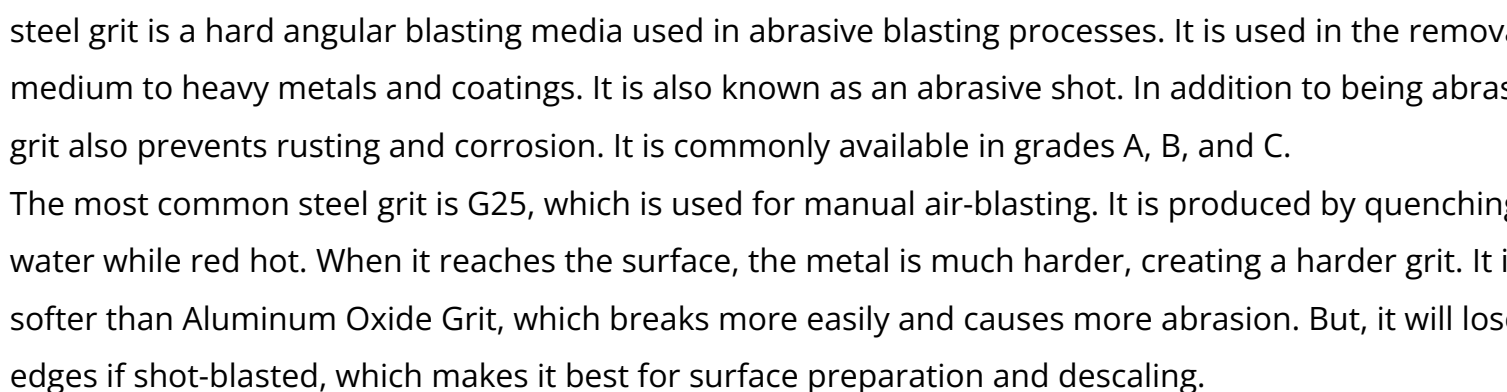 steel grit is a hard angular blasting media used in abrasive blasting processes. It is used in the
medium to heavy metals and coatings. It is also known as an abrasive shot. In addition to being
grit also prevents rusting and corrosion. It is commonly available in grades A, B, and C.
The most common steel grit is G25, which is used for manual air-blasting. It is produced by quenching
water while red hot. When it reaches the surface, the metal is much harder, creating a harder grit. It
softer than Aluminum Oxide Grit, which breaks more easily and causes more abrasion. But, it will
edges if shot-blasted, which makes it best for surface preparation and descaling.